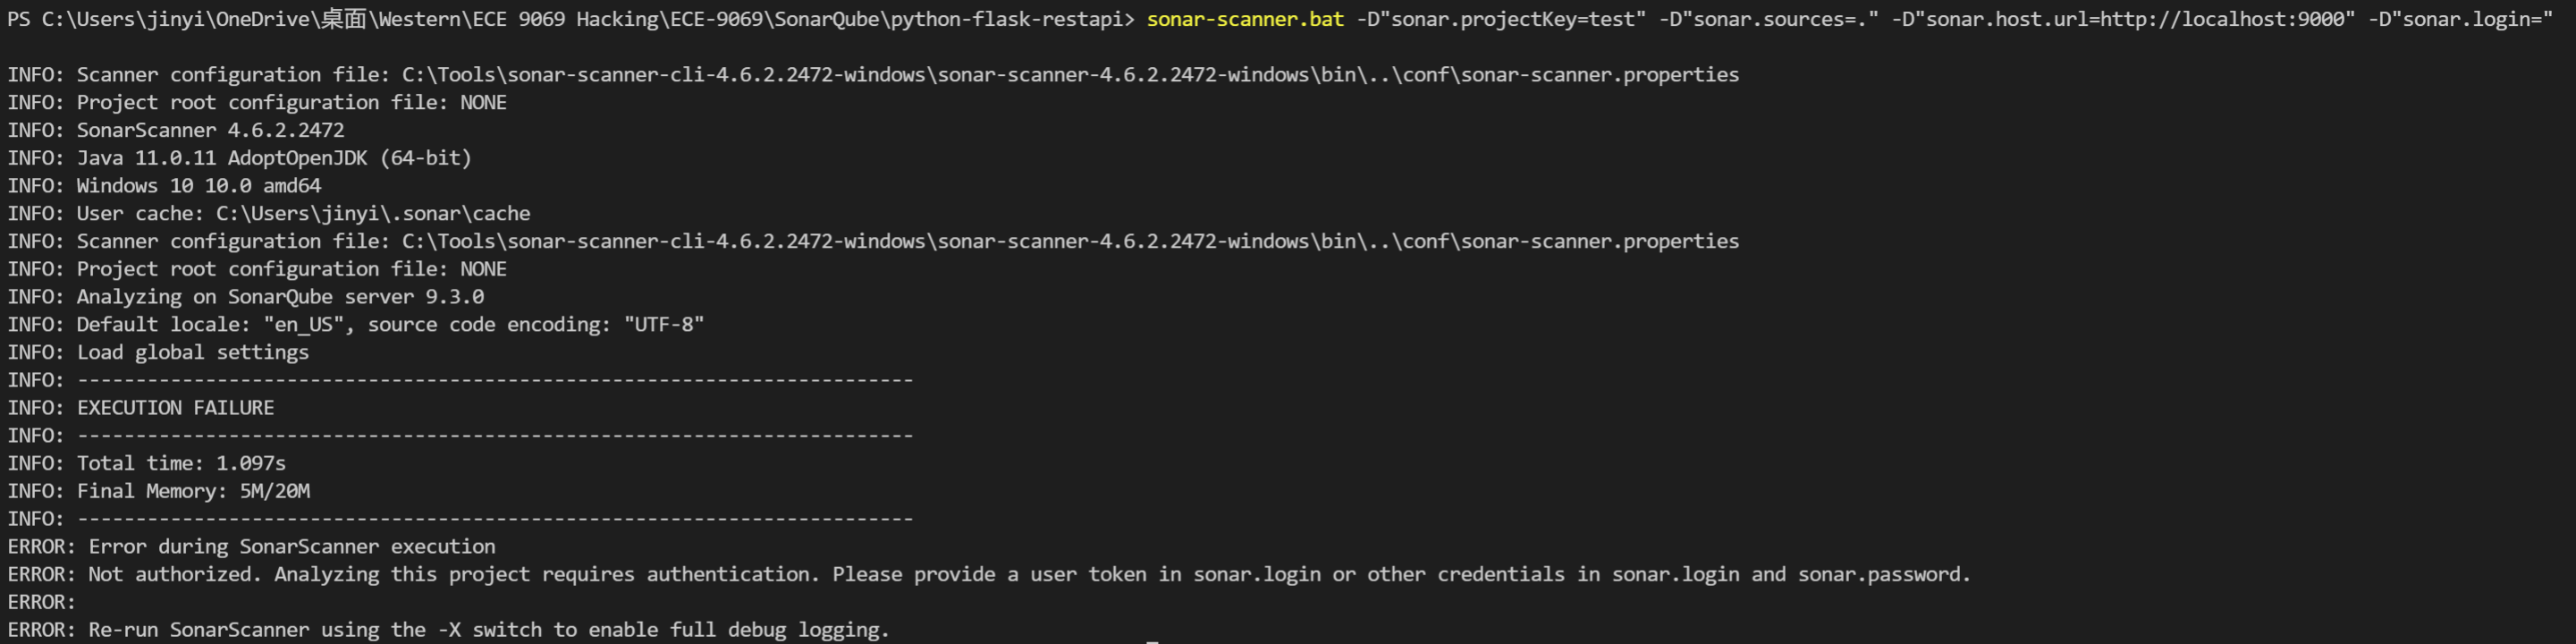 PS C:\Users\jinyi\OneDrive\桌面\Western\ECE 9069 Hacking\ECE-9069\SonarQube\python-flask-restapi> sonar-scanner.bat -D"sonar.projectKey=test" -D"sonar.sources=." -D"sonar.host.url=http://localhost:9000" -D"sonar.login="
INFO: Scanner configuration file: C:\Tools\sonar-scanner-cli-4.6.2.2472-windows\sonar-scanner-4.6.2.2472-windows\bin\..\conf\sonar-scanner.properties
INFO: Project root configuration file: NONE
INFO: SonarScanner 4.6.2.2472
INFO: Java 11.0.11 AdoptOpenJDK (64-bit)
INFO: Windows 10 10.0 amd64
INFO: User cache: C:\Users\jinyi\.sonar\cache
INFO: Scanner configuration file: C:\Tools\sonar-scanner-cli-4.6.2.2472-windows\sonar-scanner-4.6.2.2472-windows\bin\..\conf\sonar-scanner.properties
INFO: Project root configuration file: NONE
INFO: Analyzing on SonarQube server 9.3.0
INFO: Default locale: "en_US", source code encoding: "UTF-8"
INFO: Load global settings
INFO: ------------------------------------------------------------------------
INFO: EXECUTION FAILURE
INFO: ------------------------------------------------------------------------
INFO: Total time: 1.097s
INFO: Final Memory: 5M/20M
INFO: ------------------------------------------------------------------------
ERROR: Error during SonarScanner execution
ERROR: Not authorized. Analyzing this project requires authentication. Please provide a user token in sonar.login or other credentials in sonar.login and sonar.password.
ERROR:
ERROR: Re-run SonarScanner using the -X switch to enable full debug logging.